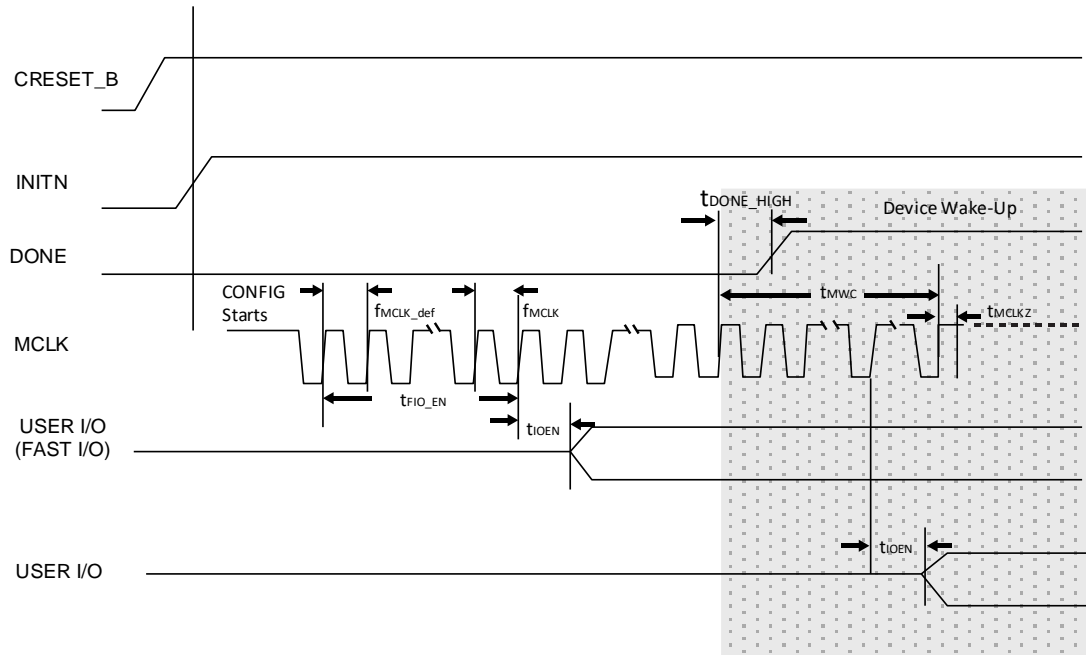 CRESET_B
INITN
tDONE_HIGH
Device Wake-Up
DONE
CONFIG
Starts
fMCLK_def
fMCLK
tMWC
tMCLKZ
MCLK
tFIO_EN
USER I/O
(FAST I/O)
tIOEN
tIOEN
USER I/O